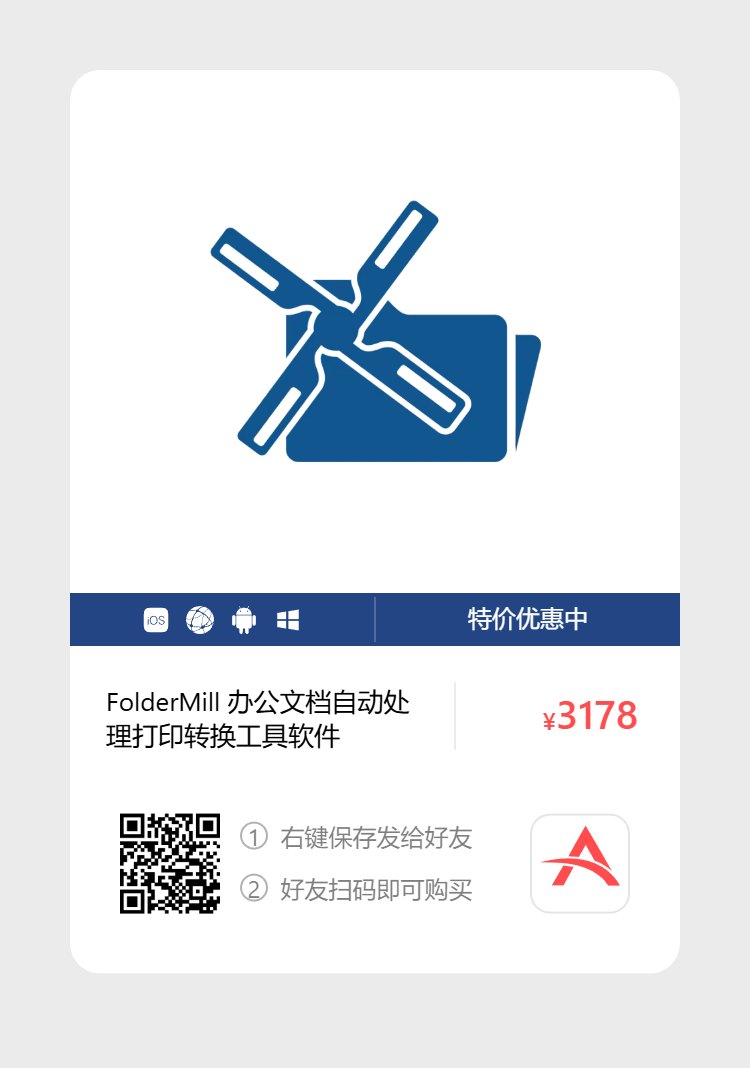 iOS
特价优惠中
FolderMill 办公文档自动处
理打印转换工具软件
¥3178
① 右键保存发给好友
② 好友扫码即可购买